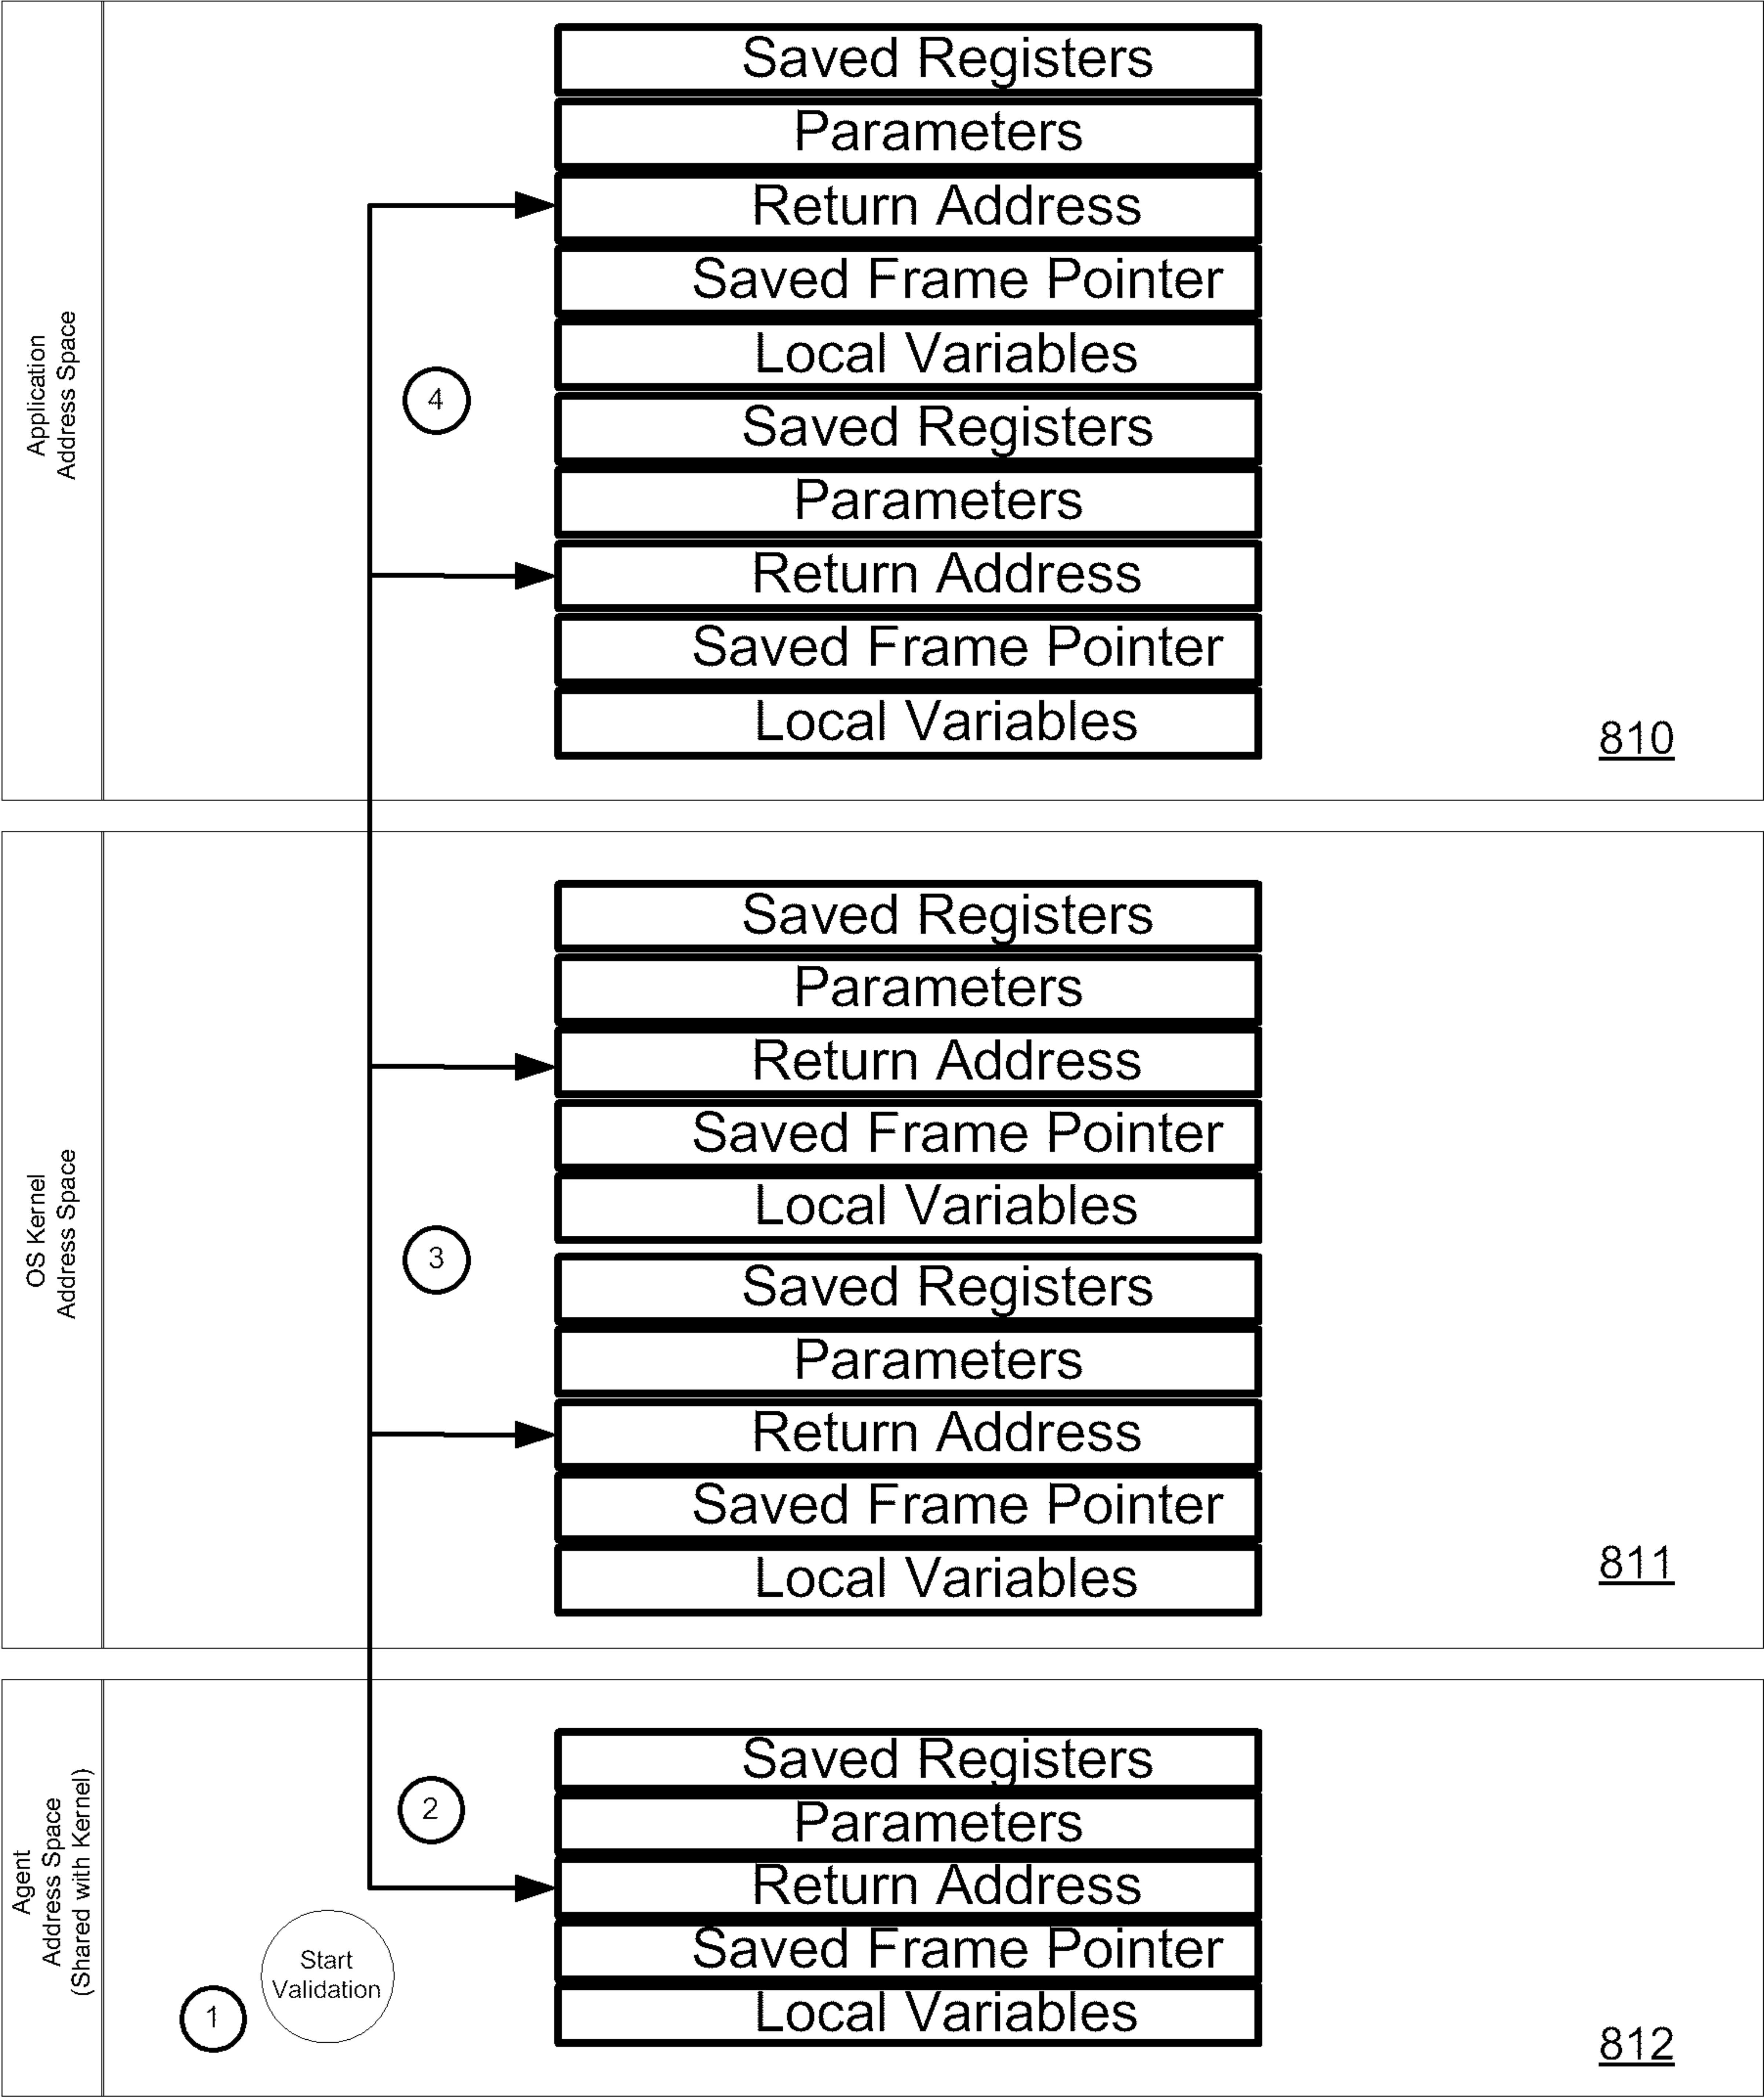 Application
Address Space
Saved Registers
Parameters
Return Address
Saved Frame Pointer
Local Variables
4
Saved Registers
Parameters
Return Address
Saved Frame Pointer
Local Variables
810
OS Kernel
Address Space
Saved Registers
Parameters
Return Address
Saved Frame Pointer
Local Variables
3
Saved Registers
Parameters
Return Address
Saved Frame Pointer
Local Variables
811
Agent
Address Space
(Shared with Kernel)
Saved Registers
2
Parameters
Return Address
Saved Frame Pointer
Start
Validation
1
Local Variables
812